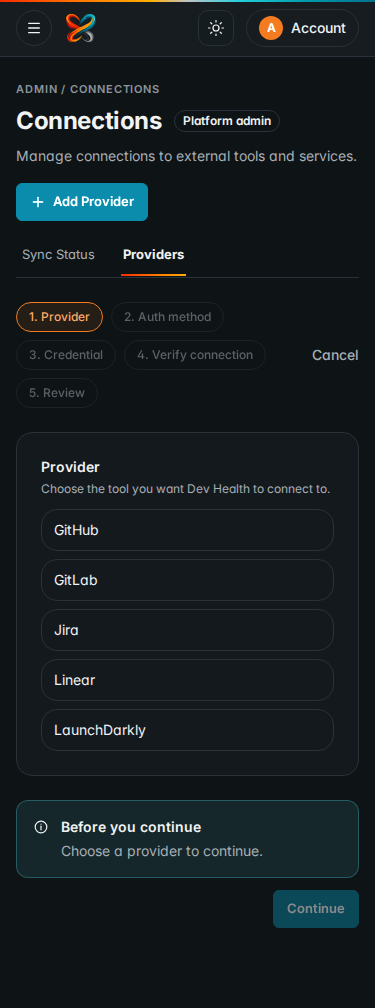 A Account
ADMIN / CONNECTIONS
Connections Platform admin
Manage connections to external tools and services.
+ Add Provider
Sync Status Providers
1. Provider 2. Auth method
3. Credential 4. Verify connection Cancel
5. Review
Provider
Choose the tool you want Dev Health to connect to.
GitHub
GitLab
Jira
Linear
LaunchDarkly
Before you continue
Choose a provider to continue.
Continue